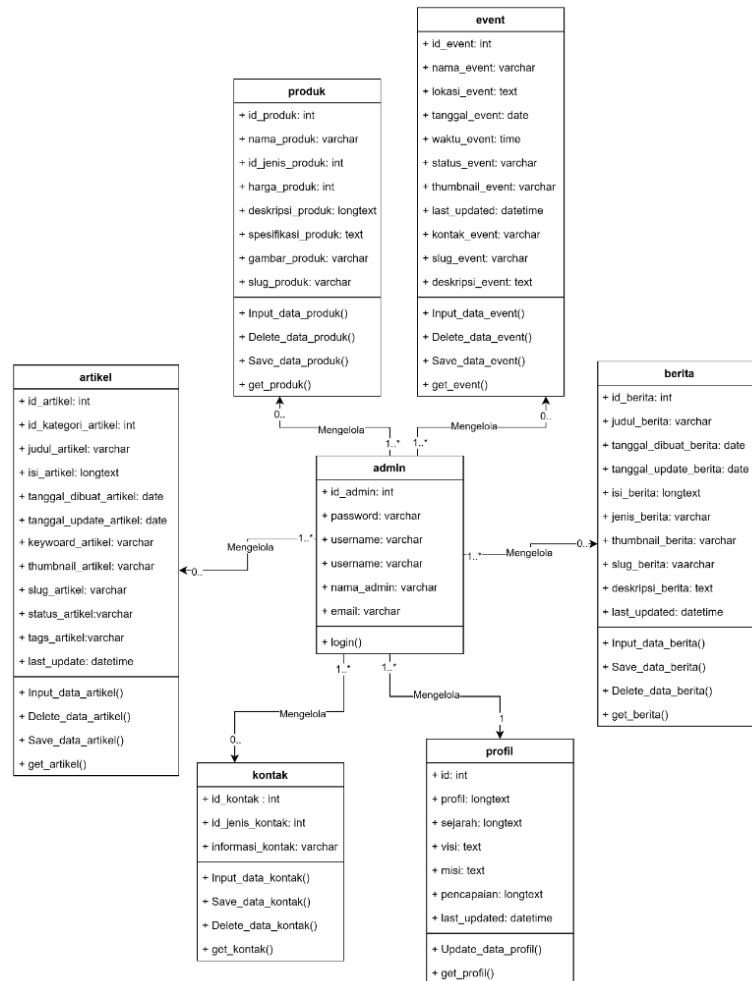 event
+ id_event: int
+ nama_event: varchar
+ lokasi_event: text
+ tanggal_event: date
+ waktu_event: time
+ status_event: varchar
+ thumbnail_event: varchar
+ last_updated: datetime
+ kontak_event: varchar
+ slug_event: varchar
+ deskripsi_event: text
+ Input_data_event()
+ Delete_data_event()
+ Save_data_event()
+ get_event()
produk
+ id_produk: int
+ nama_produk: varchar
+ id_jenis_produk: int
+ harga_produk: int
+ deskripsi_produk: longtext
+ spesifikasi_produk: text
+ gambar_produk: varchar
+ slug_produk: varchar
+ Input_data_produk()
+ Delete_data_produk()
+ Save_data_produk()
+ get_produk()
artikel
+ id_artikel: int
+ id_kategori_artikel: int
+ judul_artikel: varchar
+ isi_artikel: longtext
+ tanggal_dibuat_artikel: date
+ tanggal_update_artikel: date
+ keywoard_artikel: varchar
+ thumbnail_artikel: varchar
+ slug_artikel: varchar
+ status_artikel:varchar
+ tags_artikel:varchar
+ last_update: datetime
+ Input_data_artikel()
+ Delete_data_artikel()
+ Save_data_artikel()
+ get_artikel()
berita
+ id_berita: int
+ judul_berita: varchar
+ tanggal_dibuat_berita: date
+ tanggal_update_berita: date
+ isi_berita: longtext
+ jenis_berita: varchar
+ thumbnail_berita: varchar
+ slug_berita: vaarchar
+ deskripsi_berita: text
+ last_updated: datetime
+ Input_data_berita()
+ Save_data_berita()
+ Delete_data_berita()
+ get_berita()
0..
Mengelola
1..*
0..
Mengelola
1..*
admin
+ id_admin: int
+ password: varchar
+ username: varchar
+ username: varchar
+ nama_admin: varchar
+ email: varchar
+ login()
1..*
Mengelola
0..
1..*
Mengelola
0..
1..*
Mengelola
0..
1..*
Mengelola
1
kontak
+ id_kontak : int
+ id_jenis_kontak: int
+ informasi_kontak: varchar
+ Input_data_kontak()
+ Save_data_kontak()
+ Delete_data_kontak()
+ get_kontak()
profil
+ id: int
+ profil: longtext
+ sejarah: longtext
+ visi: text
+ misi: text
+ pencapaian: longtext
+ last_updated: datetime
+ Update_data_profil()
+ get_profil()